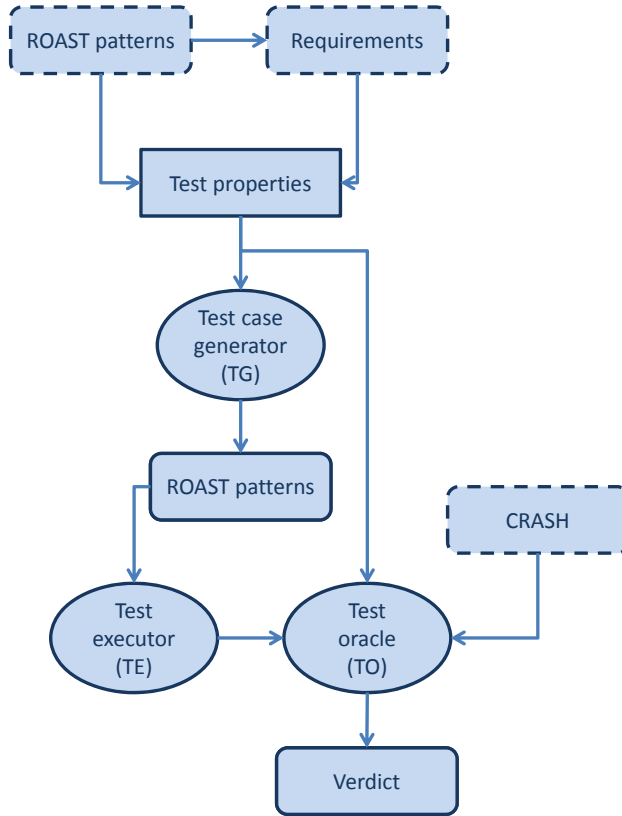 ROAST patterns
Requirements
Test properties
Test case
generator
(TG)
ROAST patterns
CRASH
Test
executor
(TE)
Test
oracle
(TO)
Verdict